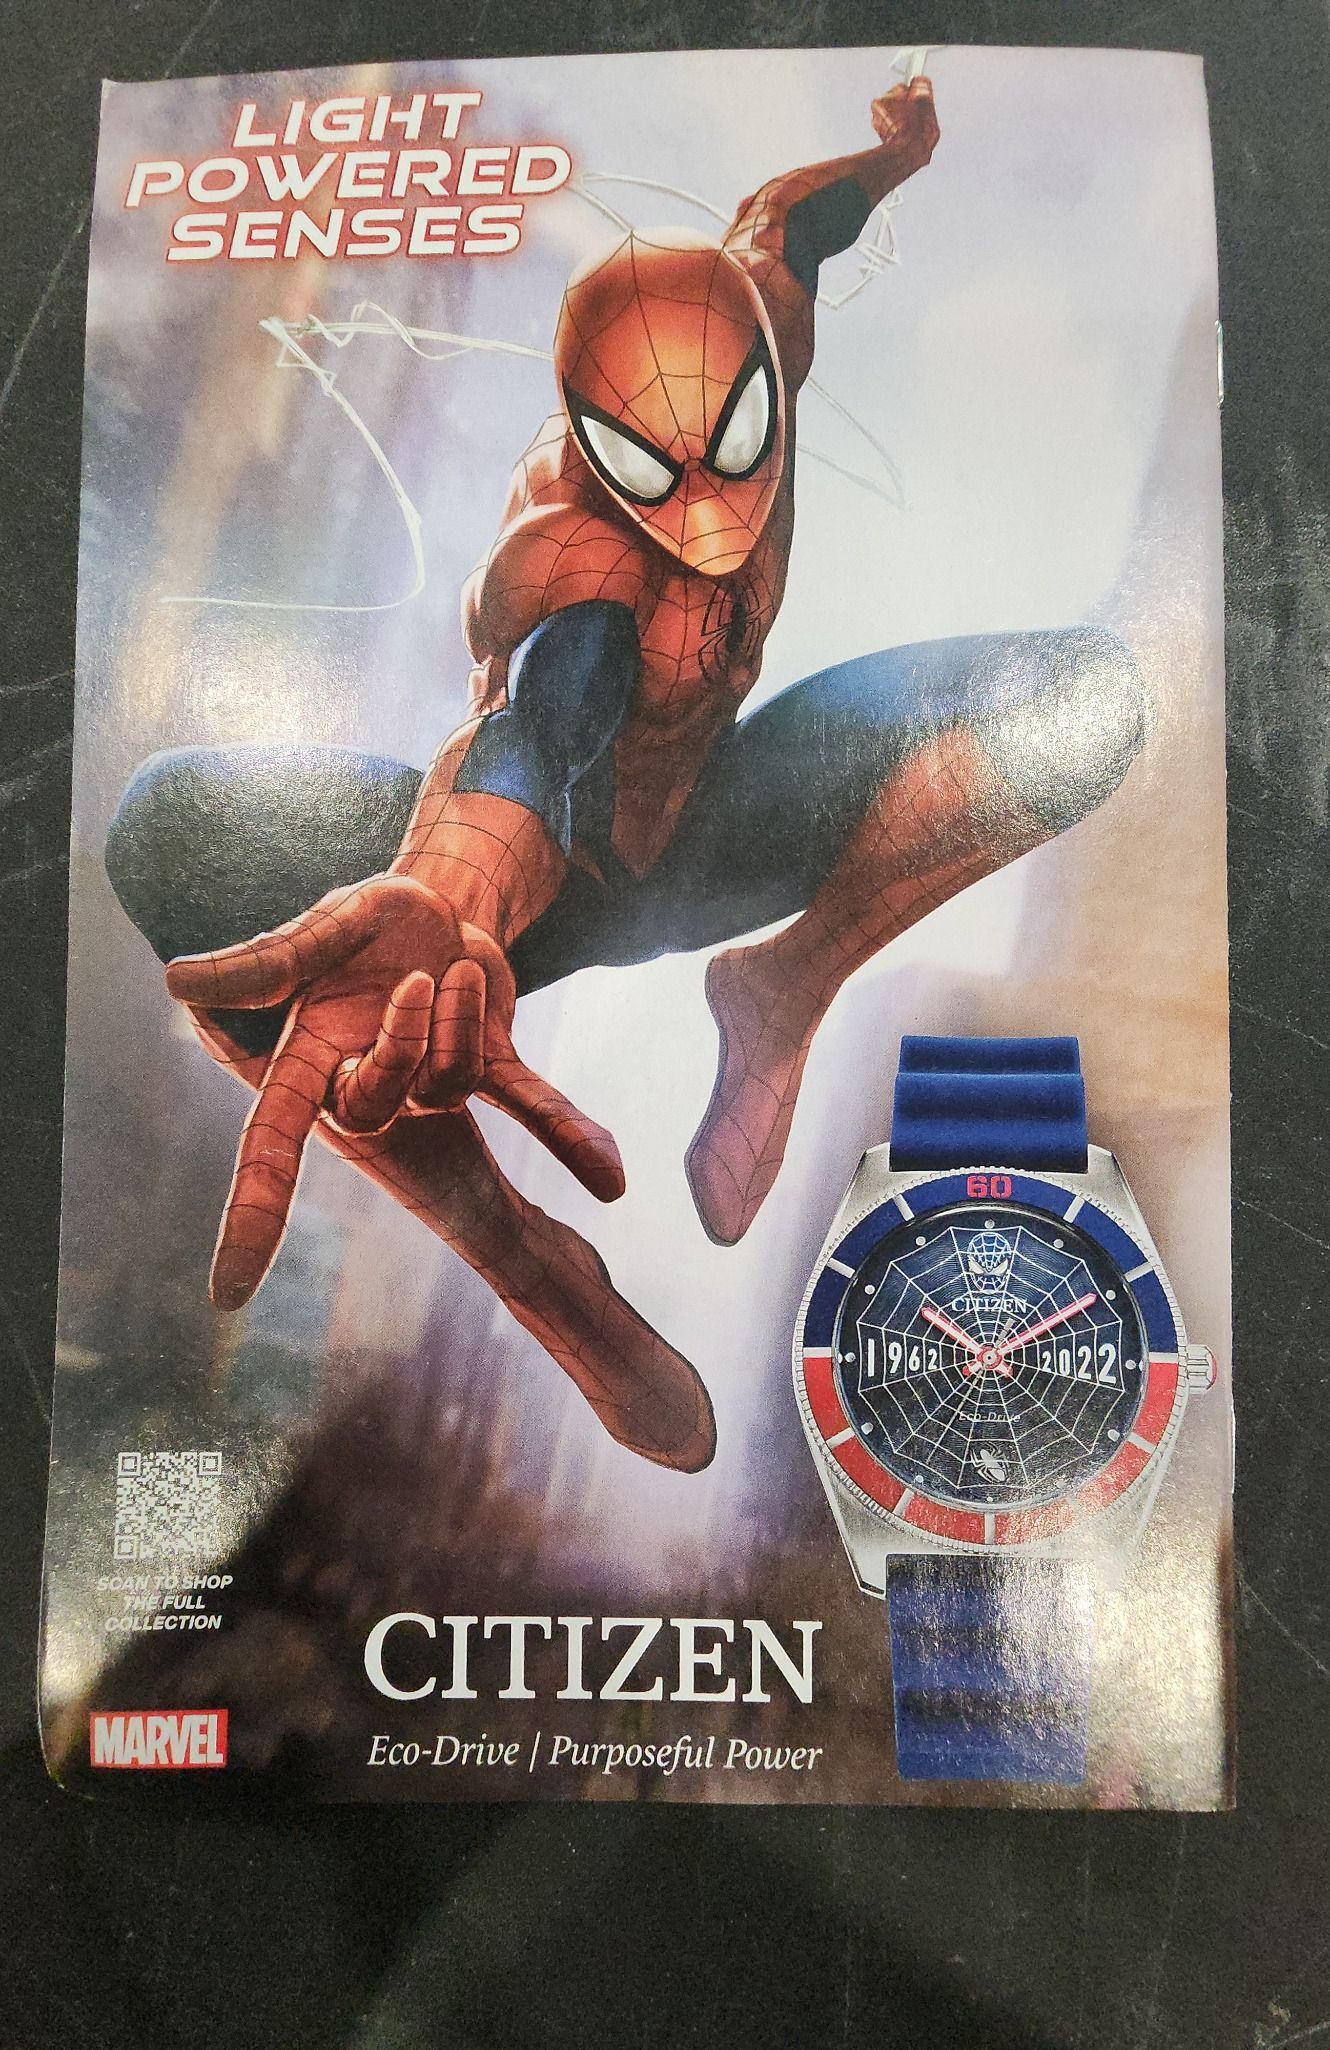 LIGHT
POWERED
SENSES
60
CITIZEN
1962 2022
Eco-Drive
SCAN TO SHOP
THE FULL
COLLECTION
CITIZEN
Eco-Drive | Purposeful Power
MARVEL